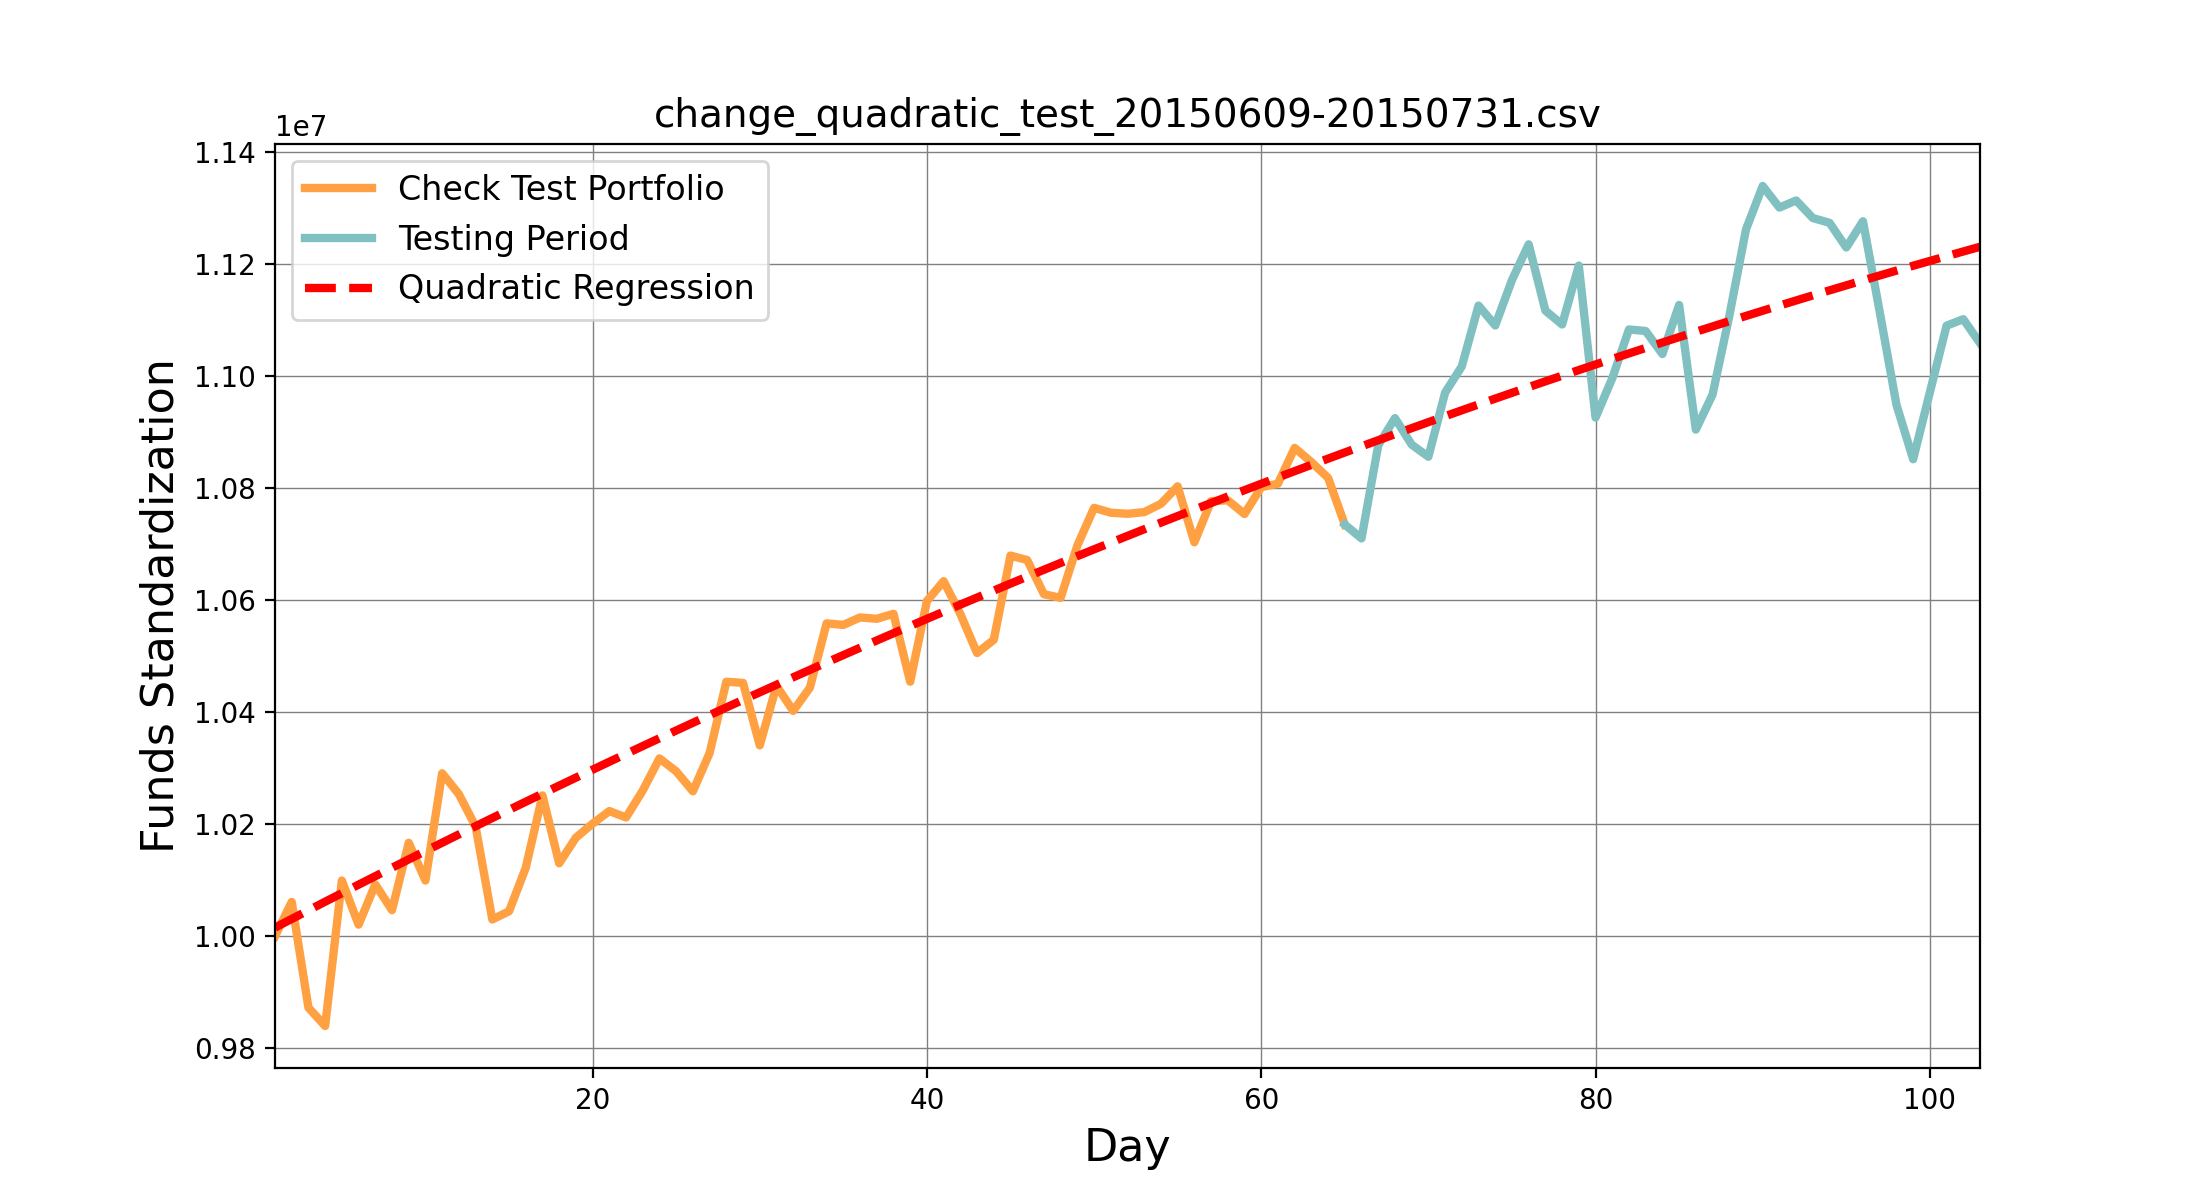 change_quadratic_test_20150609-20150731.csv
1e7
1.14
1.12
1.10
1.08
1.06
1.04
1.02
1.00
0.98
Funds Standardization
Check Test Portfolio
Testing Period
Quadratic Regression
20 40 60 80 100
Day